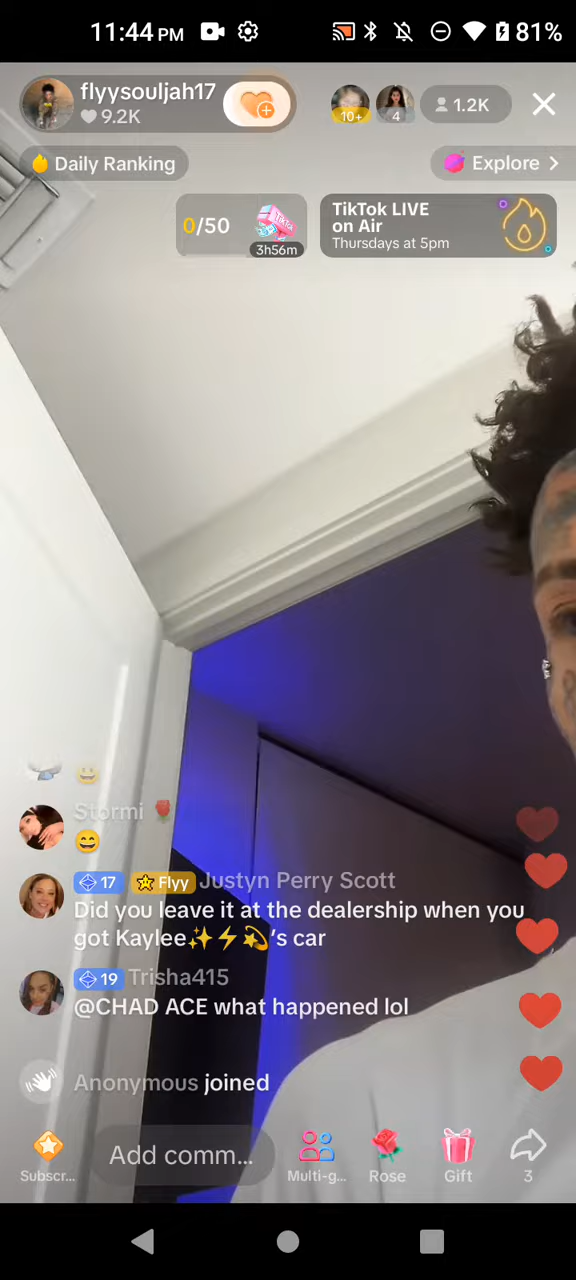 11:44 PM 81%
flyysouljah17
9.2K
10+
4
1.2K
Daily Ranking
Explore >
0/50
TikTok
3h56m
TikTok LIVE
on Air
Thursdays at 5pm
Stormi🌹
😄
17 Flyy Justyn Perry Scott
Did you leave it at the dealership when you
got Kaylee✨⚡💫's car
19 Trisha415
@CHAD ACE what happened lol
Anonymous joined
Add comm...
Subscr...
Multi-g...
Rose
Gift
3